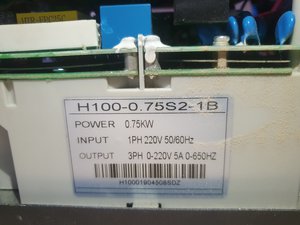 H100-0.75S2-1B
POWER 0.75KW
INPUT 1PH 220V 50/60Hz
OUTPUT 3PH 0-220V 5A 0-650HZ
H10001904508SDZ